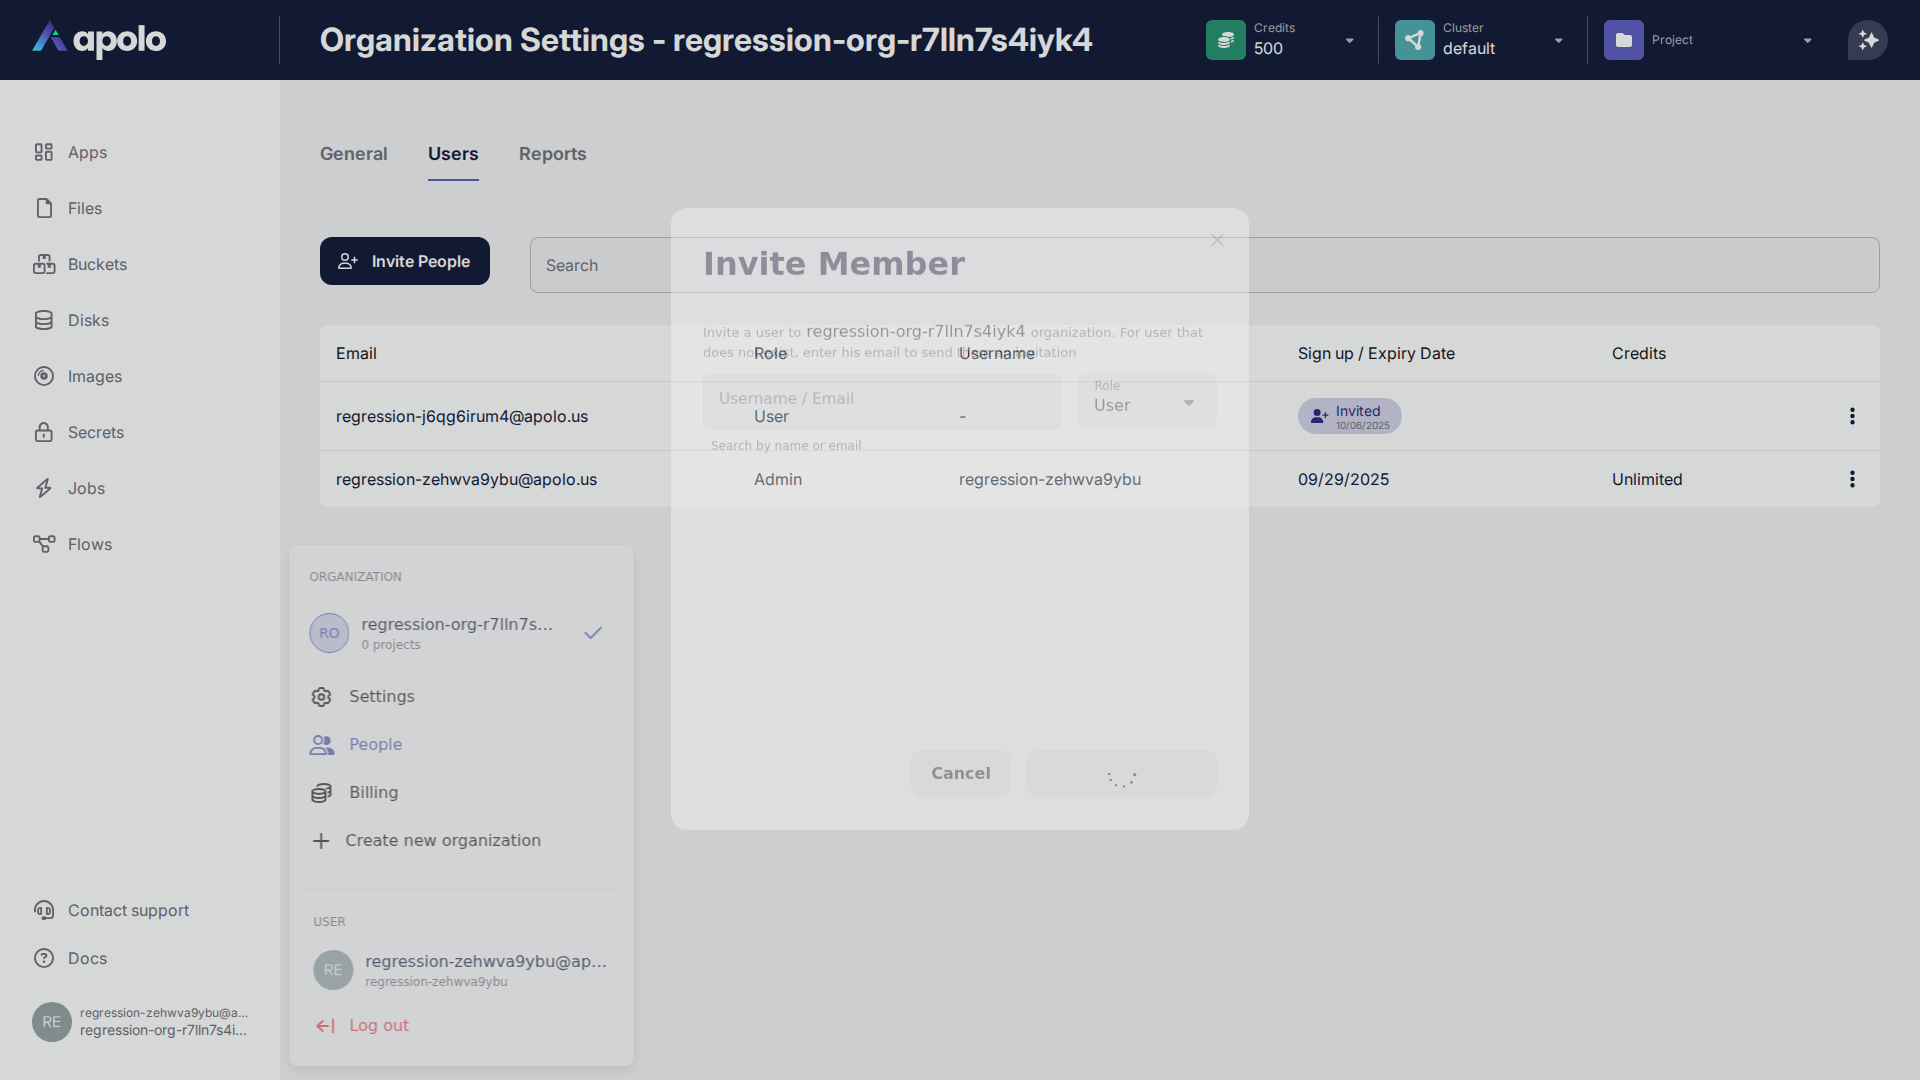 apolo
Organization Settings - regression-org-r7lln7s4iyk4
Credits
500
Cluster
default
Project
Apps
Files
Buckets
Disks
Images
Secrets
Jobs
Flows
Contact support
Docs
RE
regression-zehwva9ybu@a...
regression-org-r7lln7s4i...
General
Users
Reports
Invite People
Search
Email
Role
Username
Sign up / Expiry Date
Credits
regression-j6qg6irum4@apolo.us
User
-
Invited
10/06/2025
regression-zehwva9ybu@apolo.us
Admin
regression-zehwva9ybu
09/29/2025
Unlimited
Invite Member
Invite a user to regression-org-r7lln7s4iyk4 organization. For user that
does not exist, enter his email to send invitation
Username / Email
Role
User
Search by name or email
Cancel
ORGANIZATION
RO
regression-org-r7lln7s...
0 projects
Settings
People
Billing
Create new organization
USER
RE
regression-zehwva9ybu@ap...
regression-zehwva9ybu
Log out